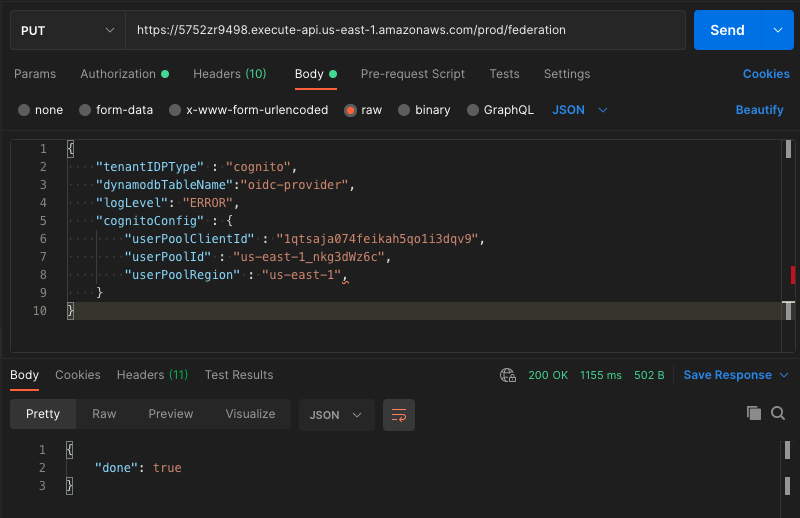 PUT https://5752zr9498.execute-api.us-east-1.amazonaws.com/prod/federation Send
Params Authorization Headers (10) Body Pre-request Script Tests Settings Cookies
none form-data x-www-form-urlencoded raw binary GraphQL JSON Beautify
1 {
2 "tenantIDPType" : "cognito",
3 "dynamodbTableName":"oidc-provider",
4 "logLevel": "ERROR",
5 "cognitoConfig" : {
6 "userPoolClientId" : "1qtsaja074feikah5qo1i3dqv9",
7 "userPoolId" : "us-east-1_nkg3dWz6c",
8 "userPoolRegion" : "us-east-1",
9 }
10 }
Body Cookies Headers (11) Test Results 200 OK 1155 ms 502 B Save Response
Pretty Raw Preview Visualize JSON
1 {
2 "done": true
3 }